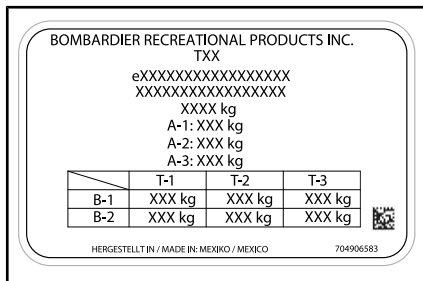 BOMBARDIER RECREATIONAL PRODUCTS INC.
TXX
eXXXXXXXXXXXXXXXXX
XXXXXXXXXXXXXXXXX
XXXX kg
A-1: XXX kg
A-2: XXX kg
A-3: XXX kg
T-1 T-2 T-3
B-1 XXX kg XXX kg XXX kg
B-2 XXX kg XXX kg XXX kg
HERGESTELLT IN / MADE IN: MEXIKO / MEXICO 704906583